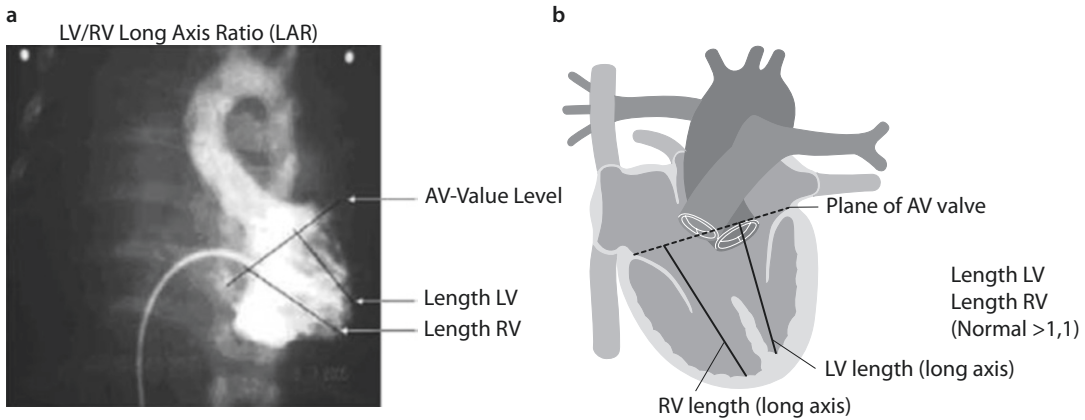 a
LV/RV Long Axis Ratio (LAR)
AV-Value Level
Length LV
Length RV
b
Plane of AV valve
Length LV
Length RV
(Normal >1,1)
LV length (long axis)
RV length (long axis)